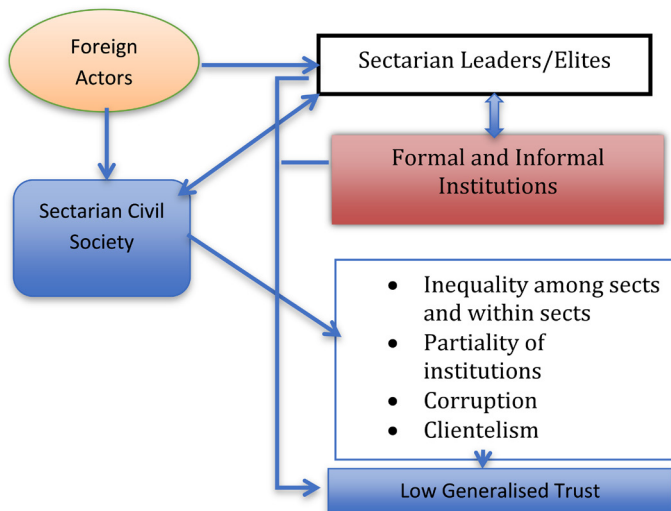 Foreign
Actors
Sectarian Leaders/Elites
Formal and Informal
Institutions
Sectarian Civil
Society
• Inequality among sects
and within sects
• Partiality of
institutions
• Corruption
• Clientelism
Low Generalised Trust